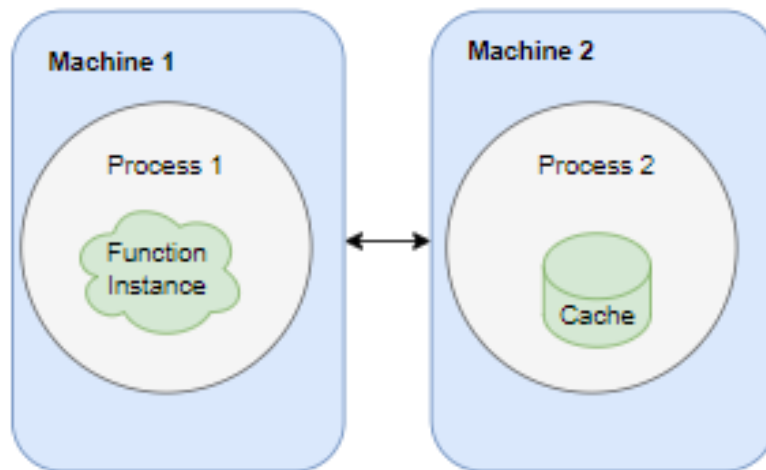 Machine 1
Process 1
Function
Instance
Machine 2
Process 2
Cache